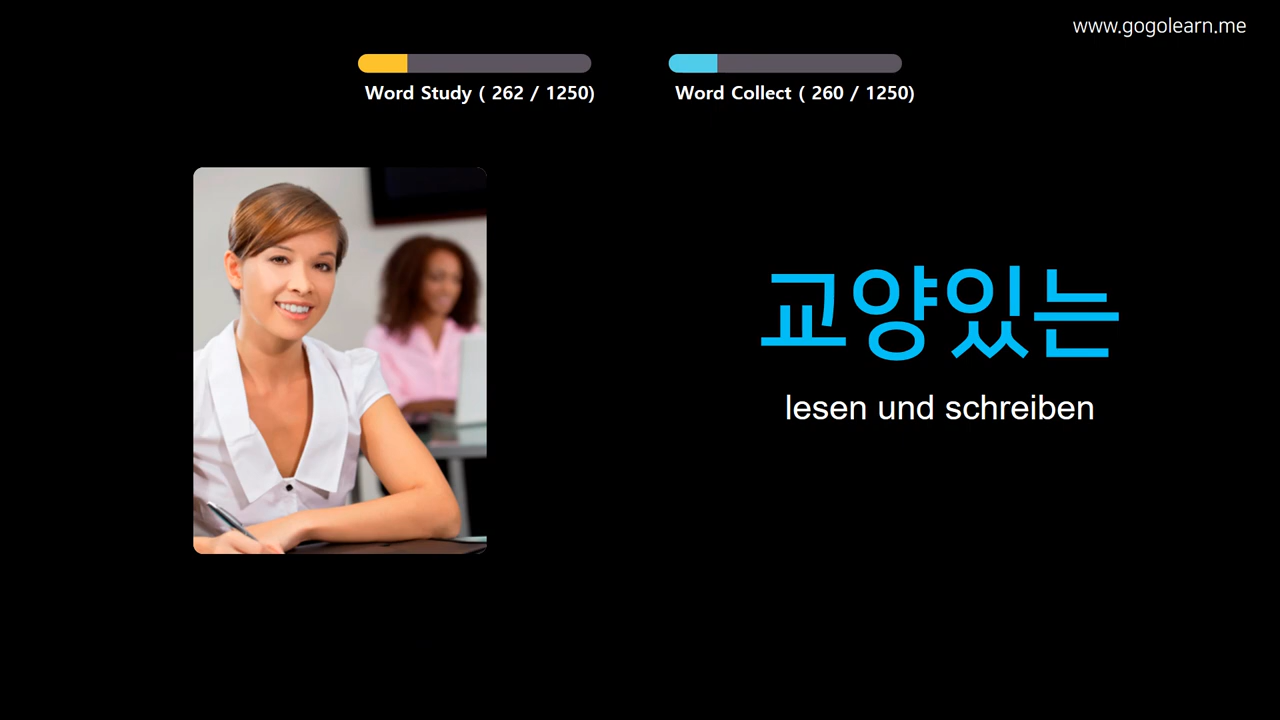 www.gogolearn.me
Word Study ( 262 / 1250)
Word Collect ( 260 / 1250)
교양있는
lesen und schreiben